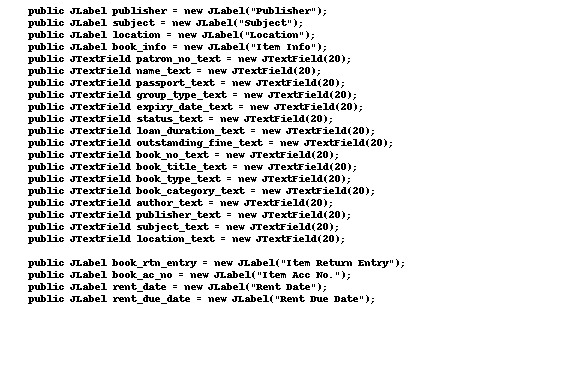 public JLabel publisher = new JLabel("Publisher");
public JLabel subject = new JLabel("Subject");
public JLabel location = new JLabel("Location");
public JLabel book_info = new JLabel("Item Info");
public JTextField patron_no_text = new JTextField(20);
public JTextField name_text = new JTextField(20);
public JTextField passport_text = new JTextField(20);
public JTextField group_type_text = new JTextField(20);
public JTextField expiry_date_text = new JTextField(20);
public JTextField status_text = new JTextField(20);
public JTextField loan_duration_text = new JTextField(20);
public JTextField outstanding_fine_text = new JTextField(20);
public JTextField book_no_text = new JTextField(20);
public JTextField book_title_text = new JTextField(20);
public JTextField book_type_text = new JTextField(20);
public JTextField book_category_text = new JTextField(20);
public JTextField author_text = new JTextField(20);
public JTextField publisher_text = new JTextField(20);
public JTextField subject_text = new JTextField(20);
public JTextField location_text = new JTextField(20);
public JLabel book_rtn_entry = new JLabel("Item Return Entry");
public JLabel book_ac_no = new JLabel("Item Acc No.");
public JLabel rent_date = new JLabel("Rent Date");
public JLabel rent_due_date = new JLabel("Rent Due Date");